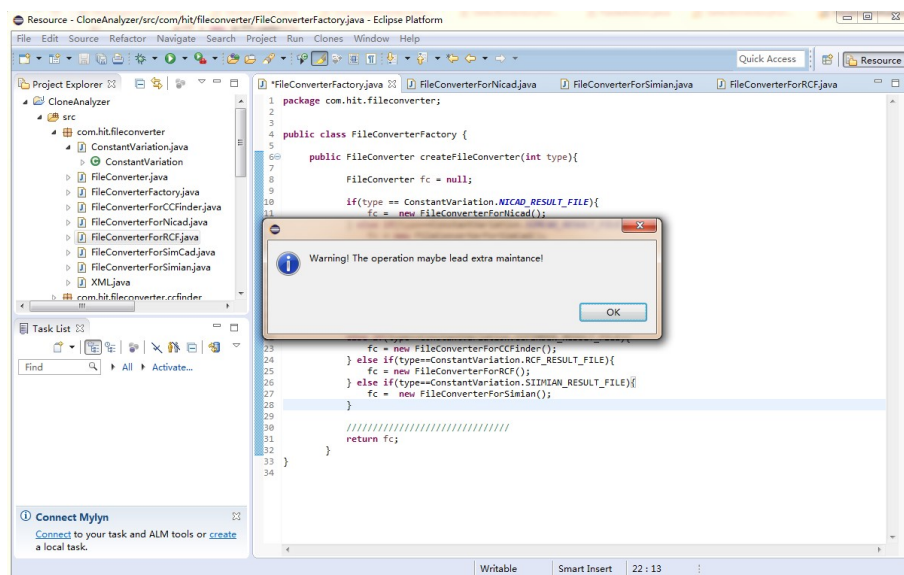 Resource - CloneAnalyzer/src/com/hit/fileconverter/FileConverterFactory.java - Eclipse Platform
File Edit Source Refactor Navigate Search Project Run Clones Window Help
Quick Access Resource
Project Explorer
CloneAnalyzer
src
com.hit.fileconverter
ConstantVariation.java
ConstantVariation
FileConverter.java
FileConverterFactory.java
FileConverterForCCFinder.java
FileConverterForNicad.java
FileConverterForRCF.java
FileConverterForSimCad.java
FileConverterForSimian.java
XML.java
com.hit.fileconverter.ccfinder
Task List
Find All Activate...
Connect Mylyn
Connect to your task and ALM tools or create
a local task.
*FileConverterFactory.java FileConverterForNicad.java FileConverterForSimian.java FileConverterForRCF.java
1 package com.hit.fileconverter;
2
3
4 public class FileConverterFactory {
5
6 public FileConverter createFileConverter(int type){
7
8 FileConverter fc = null;
9
10 if(type == ConstantVariation.NICAD_RESULT_FILE){
11 fc = new FileConverterForNicad();
Warning! The operation maybe lead extra maintance!
OK
23 fc = new FileConverterForCCFinder();
24 } else if(type==ConstantVariation.RCF_RESULT_FILE){
25 fc = new FileConverterForRCF();
26 } else if(type==ConstantVariation.SIIMIAN_RESULT_FILE){
27 fc = new FileConverterForSimian();
28 }
29
30 ///////////////////////////////
31 return fc;
32 }
33 }
34
Writable Smart Insert 22 : 13